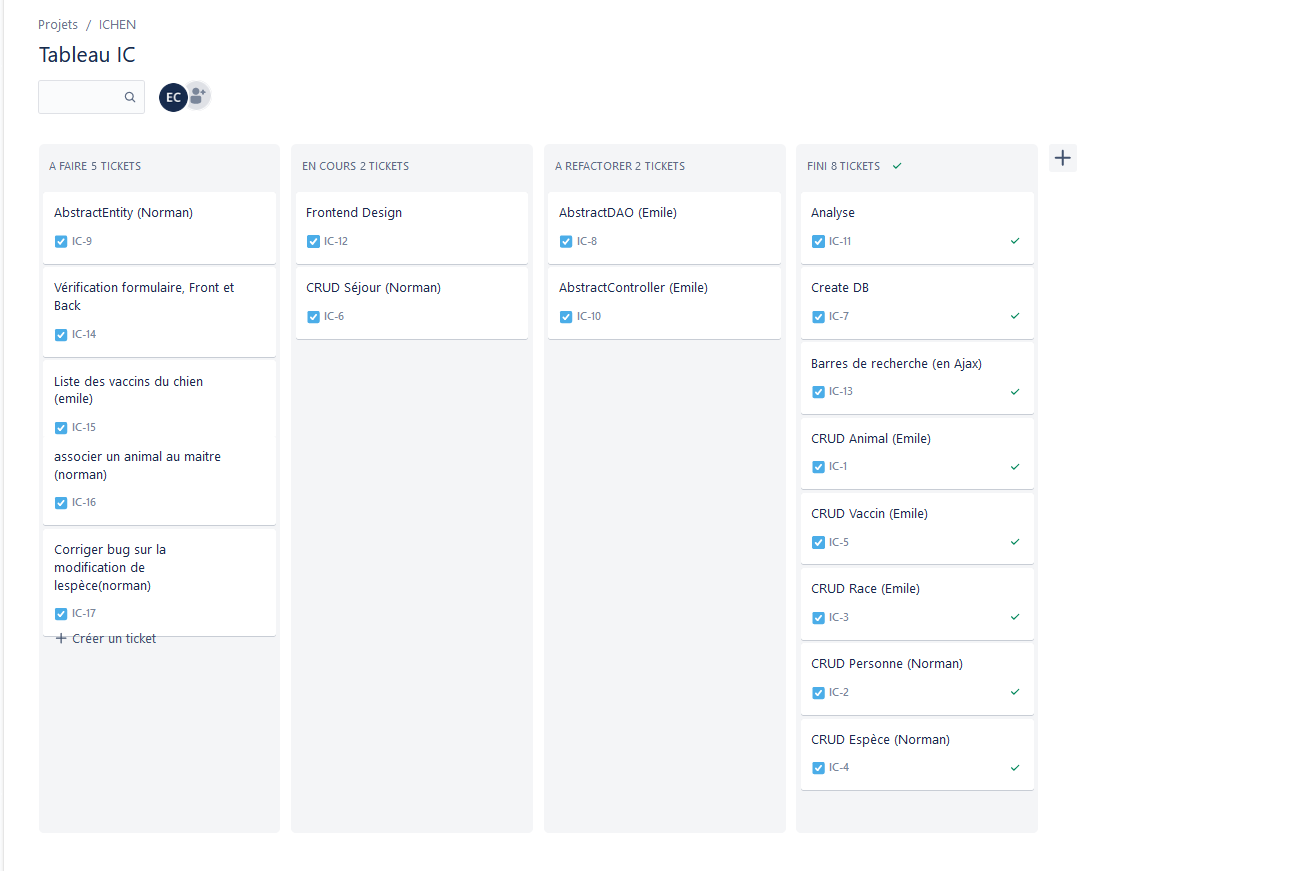 Projets / ICHEN
Tableau IC
EC
A FAIRE 5 TICKETS
AbstractEntity (Norman)
IC-9
Vérification formulaire, Front et
Back
IC-14
Liste des vaccins du chien
(emile)
IC-15
associer un animal au maitre
(norman)
IC-16
Corriger bug sur la
modification de
lespèce(norman)
IC-17
+ Créer un ticket
EN COURS 2 TICKETS
Frontend Design
IC-12
CRUD Séjour (Norman)
IC-6
A REFACTORER 2 TICKETS
AbstractDAO (Emile)
IC-8
AbstractController (Emile)
IC-10
FINI 8 TICKETS
Analyse
IC-11
Create DB
IC-7
Barres de recherche (en Ajax)
IC-13
CRUD Animal (Emile)
IC-1
CRUD Vaccin (Emile)
IC-5
CRUD Race (Emile)
IC-3
CRUD Personne (Norman)
IC-2
CRUD Espèce (Norman)
IC-4